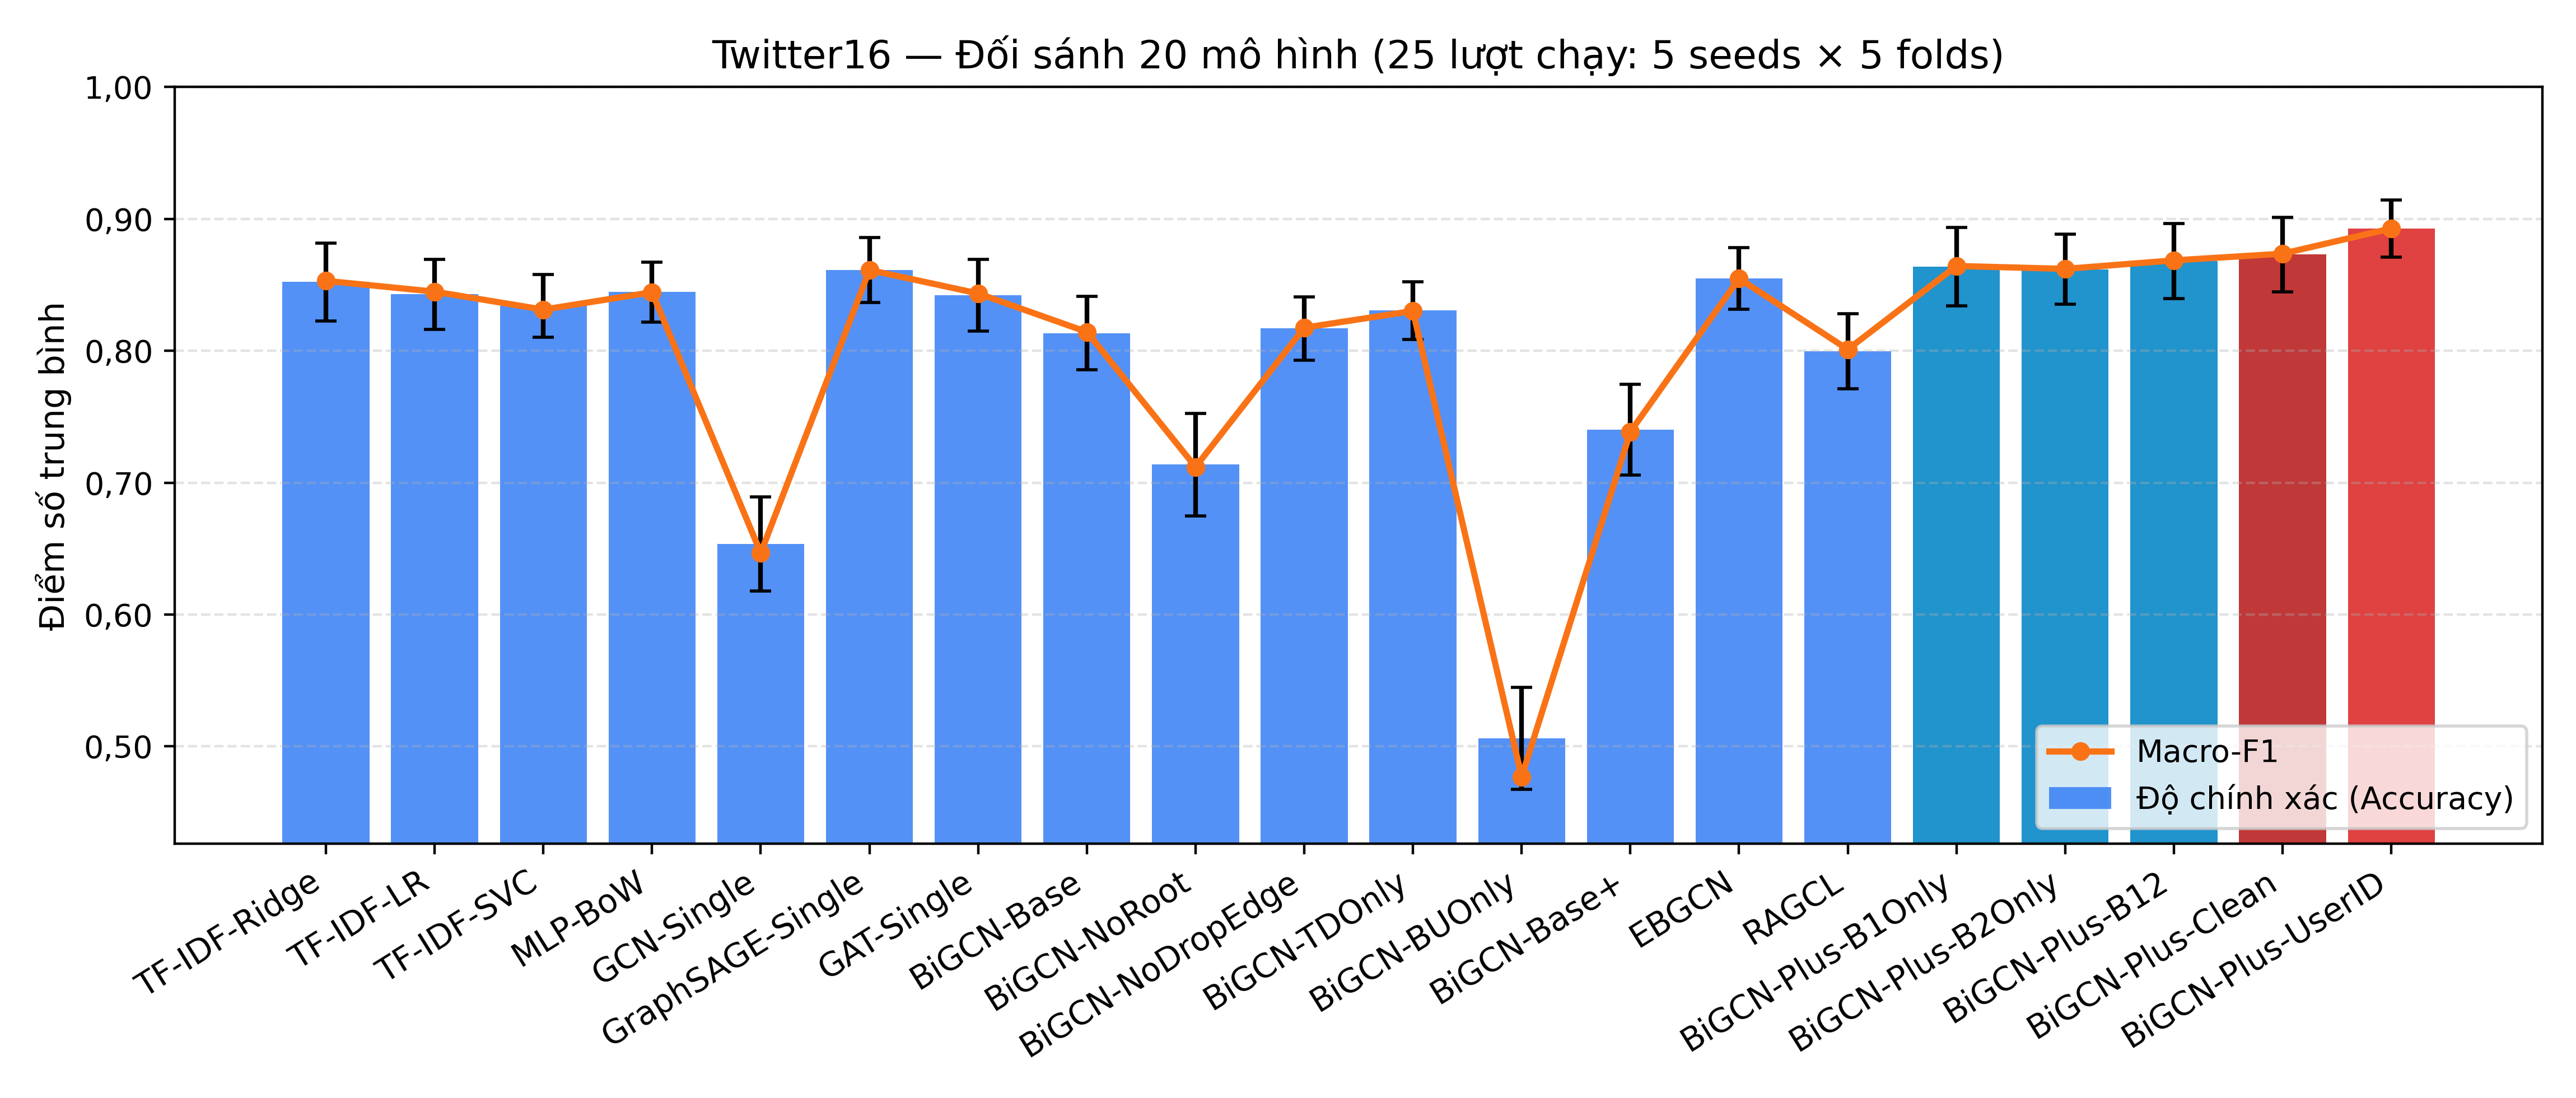 Twitter16 — Đối sánh 20 mô hình (25 lượt chạy: 5 seeds × 5 folds)
Điểm số trung bình
1,00
0,90
0,80
0,70
0,60
0,50
Macro-F1
Độ chính xác (Accuracy)
TF-IDF-Ridge
TF-IDF-LR
TF-IDF-SVC
MLP-BoW
GCN-Single
GraphSAGE-Single
GAT-Single
BiGCN-Base
BiGCN-NoRoot
BiGCN-NoDropEdge
BiGCN-TDOnly
BiGCN-BUOnly
BiGCN-Base+
EBGCN
RAGCL
BiGCN-Plus-B1Only
BiGCN-Plus-B2Only
BiGCN-Plus-B12
BiGCN-Plus-Clean
BiGCN-Plus-UserID